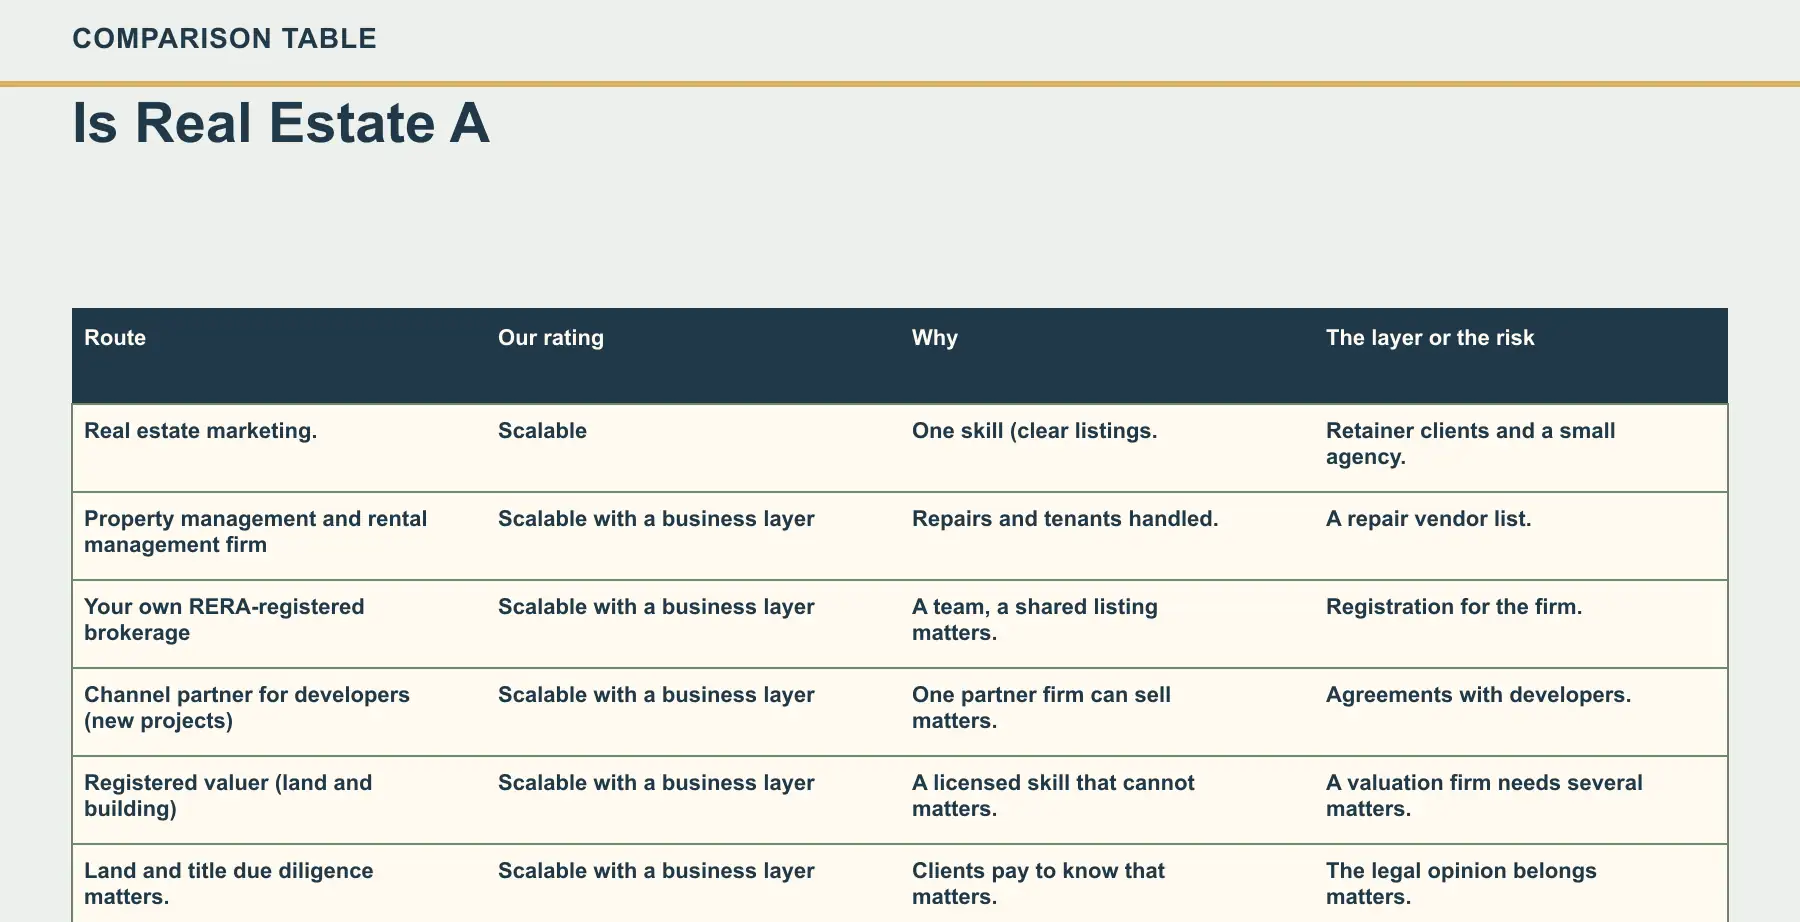 COMPARISON TABLE
Is Real Estate A
Route Our rating Why The layer or the risk
Real estate marketing. Scalable One skill (clear listings. Retainer clients and a small
agency.
Property management and rental Scalable with a business layer Repairs and tenants handled. A repair vendor list.
management firm
Your own RERA-registered Scalable with a business layer A team, a shared listing Registration for the firm.
brokerage matters.
Channel partner for developers Scalable with a business layer One partner firm can sell Agreements with developers.
(new projects) matters.
Registered valuer (land and Scalable with a business layer A licensed skill that cannot A valuation firm needs several
building) matters. matters.
Land and title due diligence Scalable with a business layer Clients pay to know that The legal opinion belongs
matters. matters. matters.